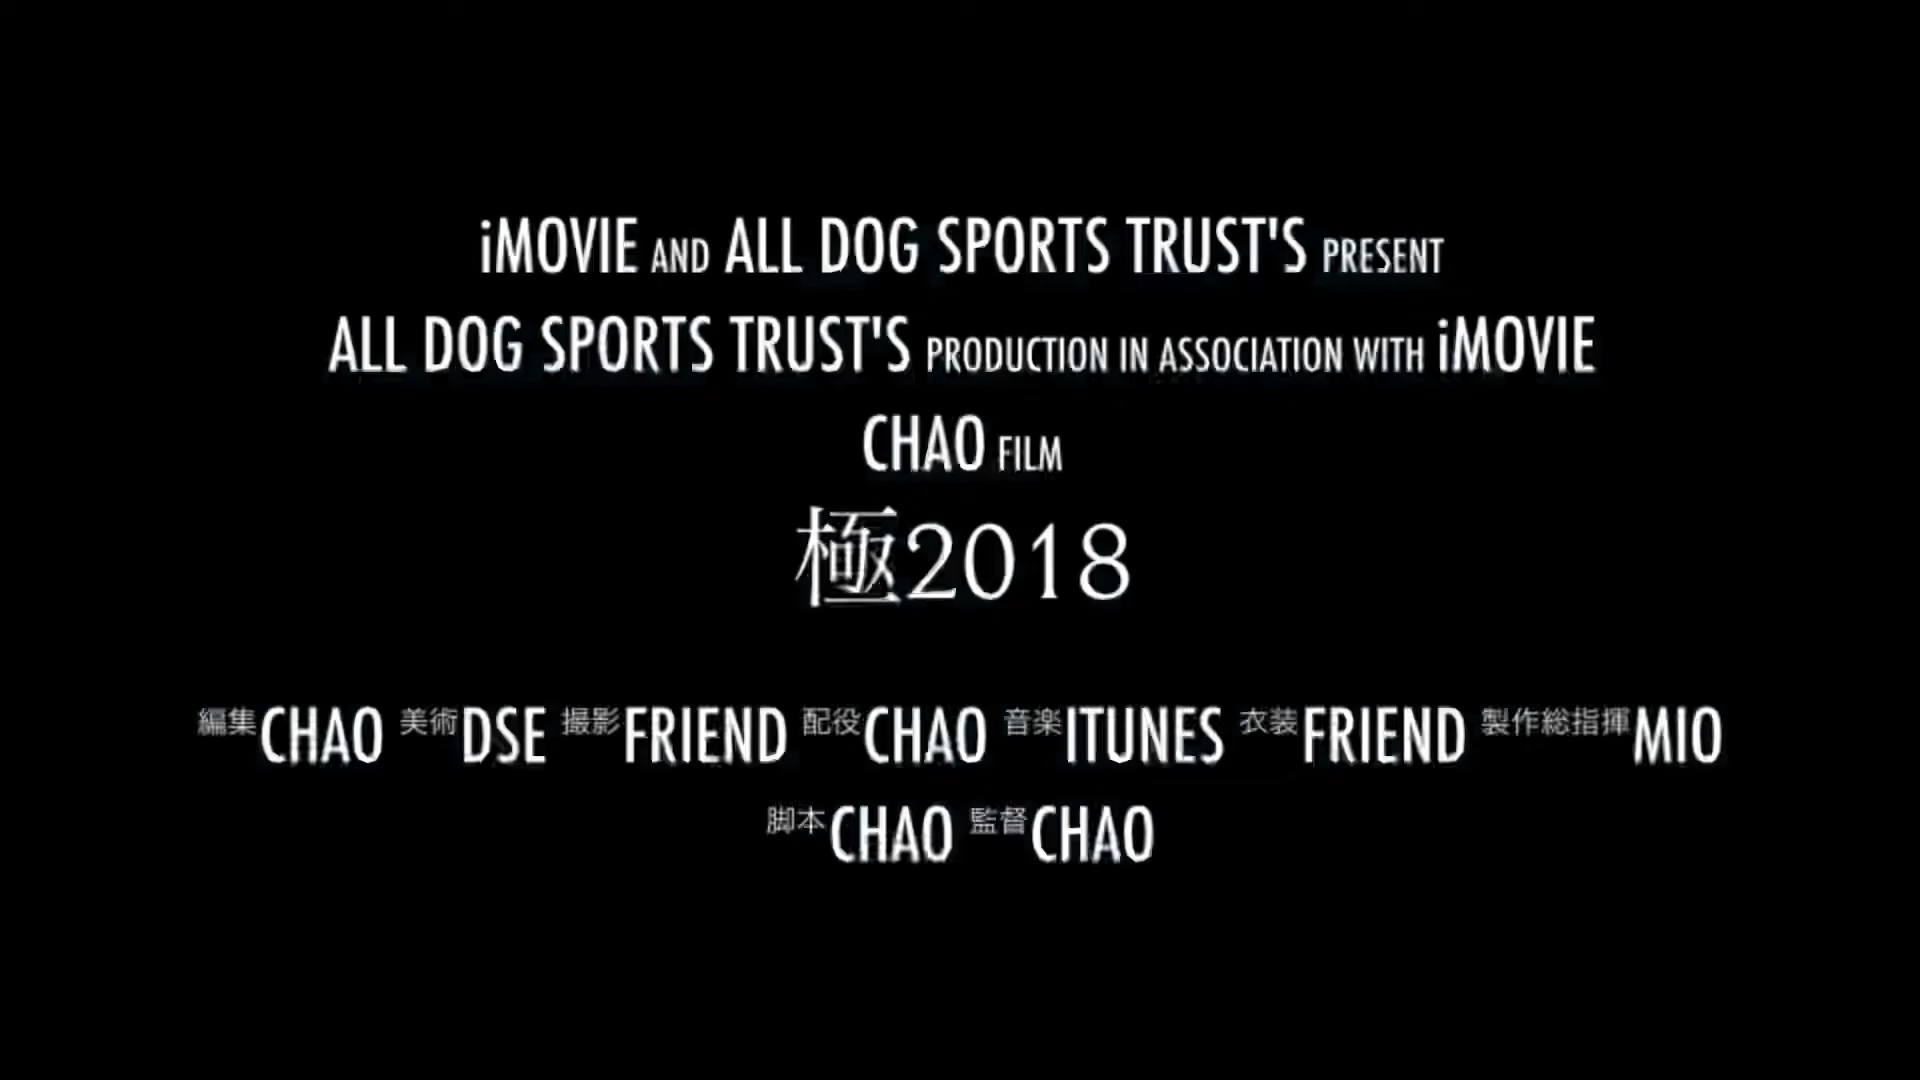 iMOVIE AND ALL DOG SPORTS TRUST'S PRESENT
ALL DOG SPORTS TRUST'S PRODUCTION IN ASSOCIATION WITH iMOVIE
CHAO FILM
極2018
編集CHAO 美術DSE 撮影FRIEND 配役CHAO 音楽ITUNES 衣装FRIEND 製作総指揮MIO
脚本CHAO 監督CHAO